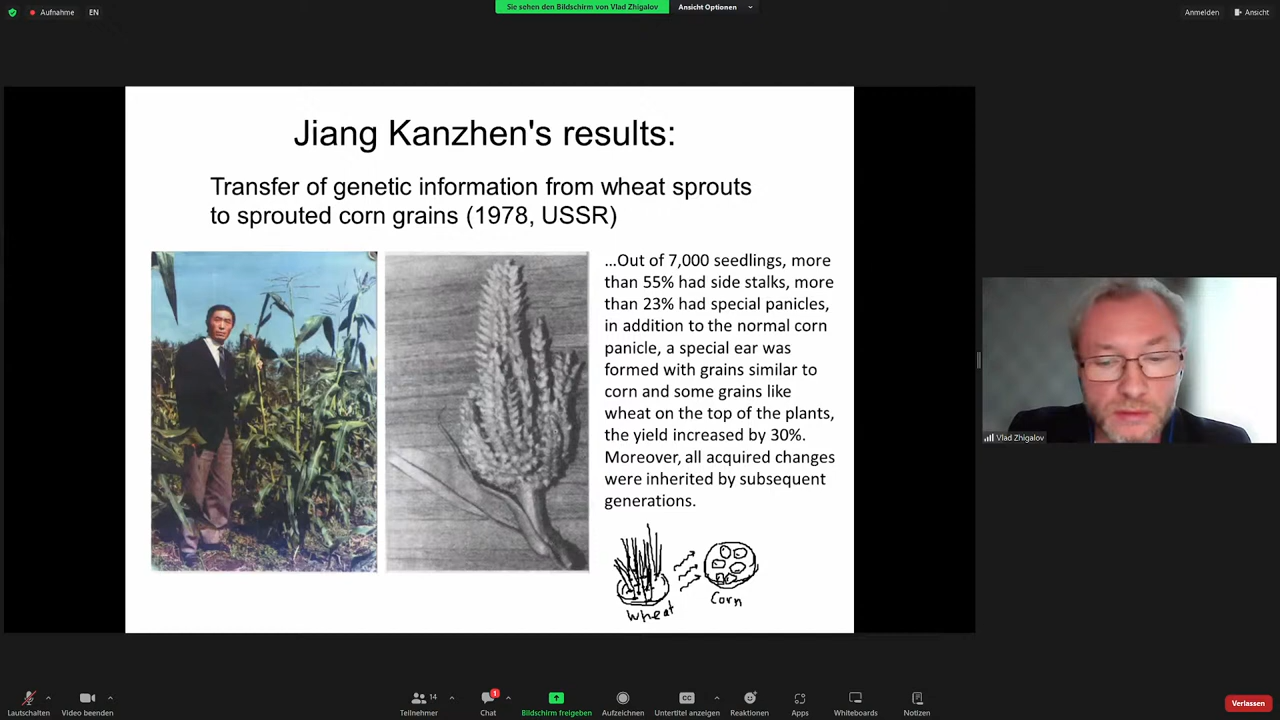 Aufnahme
EN
Sie sehen den Bildschirm von Vlad Zhigalov
Ansicht Optionen
Anmelden
Ansicht
Jiang Kanzhen's results:
Transfer of genetic information from wheat sprouts
to sprouted corn grains (1978, USSR)
...Out of 7,000 seedlings, more
than 55% had side stalks, more
than 23% had special panicles,
in addition to the normal corn
panicle, a special ear was
formed with grains similar to
corn and some grains like
wheat on the top of the plants,
the yield increased by 30%.
Moreover, all acquired changes
were inherited by subsequent
generations.
wheat
Corn
Vlad Zhigalov
Lautschalten
Video beenden
14
Teilnehmer
1
Chat
Bildschirm freigeben
Aufzeichnen
CC
Untertitel anzeigen
Reaktionen
Apps
Whiteboards
Notizen
Verlassen